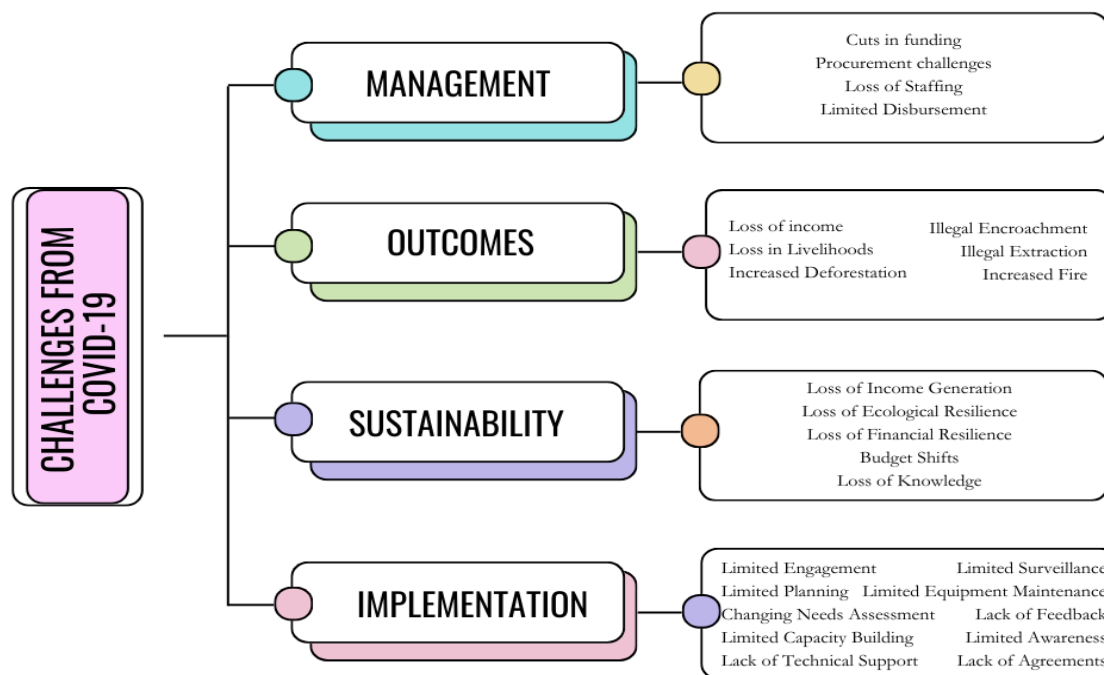 CHALLENGES FROM
COVID-19
MANAGEMENT
Cuts in funding
Procurement challenges
Loss of Staffing
Limited Disbursement
OUTCOMES
Loss of income
Loss in Livelihoods
Increased Deforestation
Illegal Encroachment
Illegal Extraction
Increased Fire
SUSTAINABILITY
Loss of Income Generation
Loss of Ecological Resilience
Loss of Financial Resilience
Budget Shifts
Loss of Knowledge
IMPLEMENTATION
Limited Engagement
Limited Planning
Changing Needs Assessment
Limited Capacity Building
Lack of Technical Support
Limited Surveillance
Limited Equipment Maintenance
Lack of Feedback
Limited Awareness
Lack of Agreements